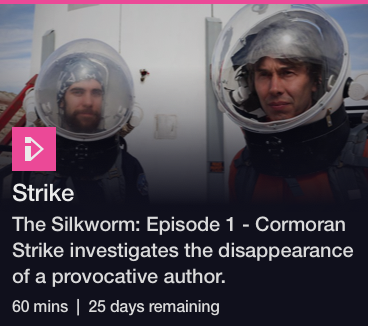 Strike
The Silkworm: Episode 1 - Cormoran
Strike investigates the disappearance
of a provocative author.
60 mins | 25 days remaining